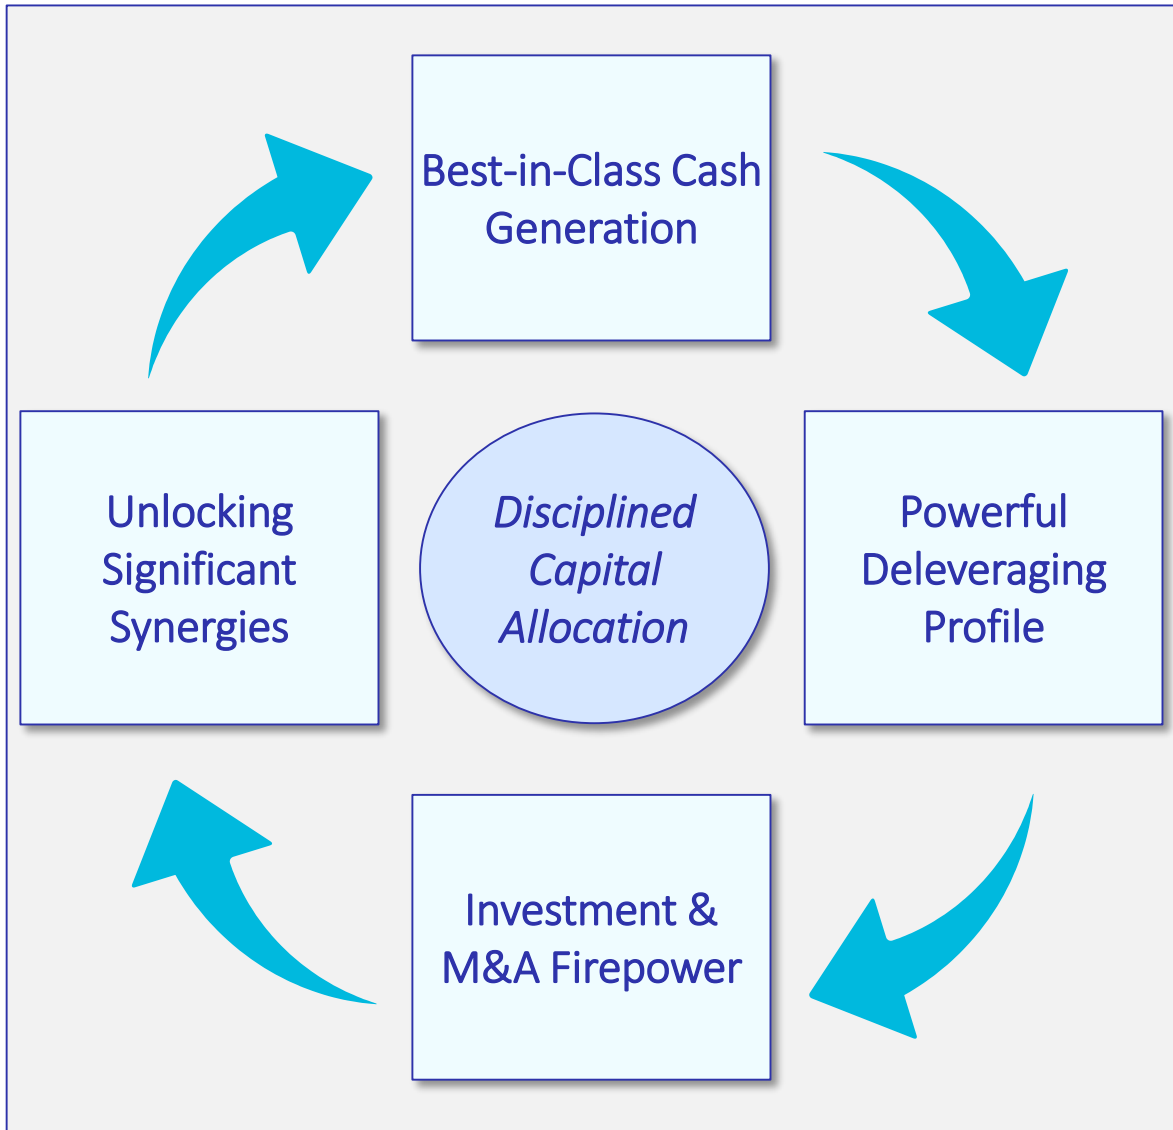 Best-in-Class Cash
Generation
Unlocking
Significant
Synergies
Disciplined
Capital
Allocation
Powerful
Deleveraging
Profile
Investment &
M&A Firepower